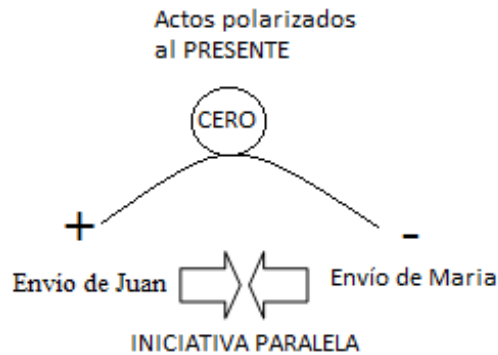 Actos polarizados
al PRESENTE
CERO
+
-
Envio de Juan
Envío de Maria
INICIATIVA PARALELA